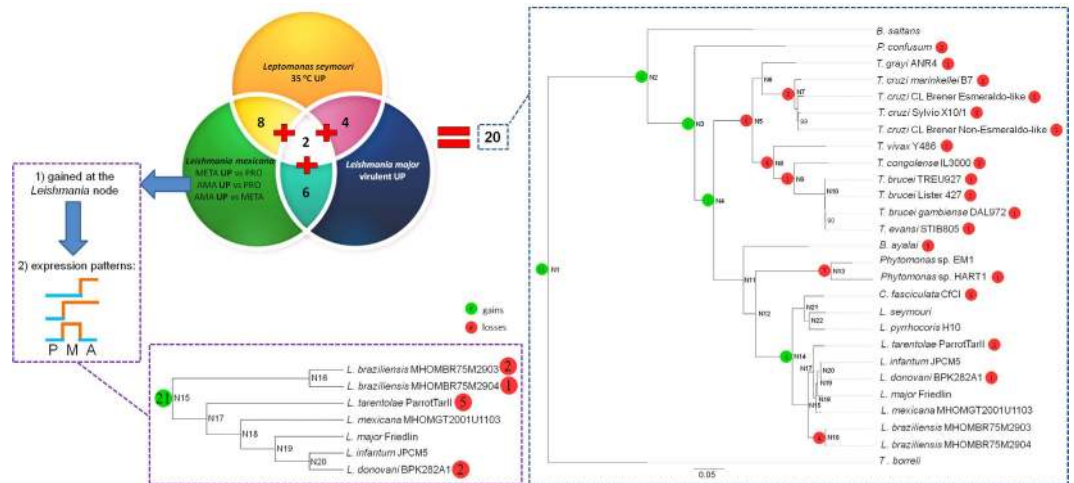 Leptomonas seymouri
35 °C UP
8
4
2
6
Leishmania mexicana
META UP vs PRO
AMA UP vs PRO
AMA UP vs META
Leishmania major
virulent UP
20
1) gained at the
Leishmania node
2) expression patterns:
P M A
gains
losses
21
N15
N16
N17
N18
N19
N20
L. braziliensis MHOMBR75M2903 2
L. braziliensis MHOMBR75M2904 1
L. tarentolae ParrotTarII 5
L. mexicana MHOMGT2001U1103
L. major Friedlin
L. infantum JPCM5
L. donovani BPK282A1 2
B. saltans
P. confusum
T. grayi ANR4
T. cruzi marinkellei B7
T. cruzi CL Brener Esmeraldo-like
T. cruzi Sylvio X10/1
T. cruzi CL Brener Non-Esmeraldo-like
T. vivax Y486
T. congolense IL3000
T. brucei TREU927
T. brucei Lister 427
T. brucei gambiense DAL972
T. evansi STIB805
B. ayalai
Phytomonas sp. EM1
Phytomonas sp. HART1
C. fasciculata CfCl
L. seymouri
L. pyrrhocoris H10
L. tarentolae ParrotTarII
L. infantum JPCM5
L. donovani BPK282A1
L. major Friedlin
L. mexicana MHOMGT2001U1103
L. braziliensis MHOMBR75M2903
L. braziliensis MHOMBR75M2904
T. borreli
N1
N2
N3
N4
N5
N6
N7
N8
N9
N10
N11
N12
N13
N14
N21
N22
N17
N20
N19
N15
N16
0.05